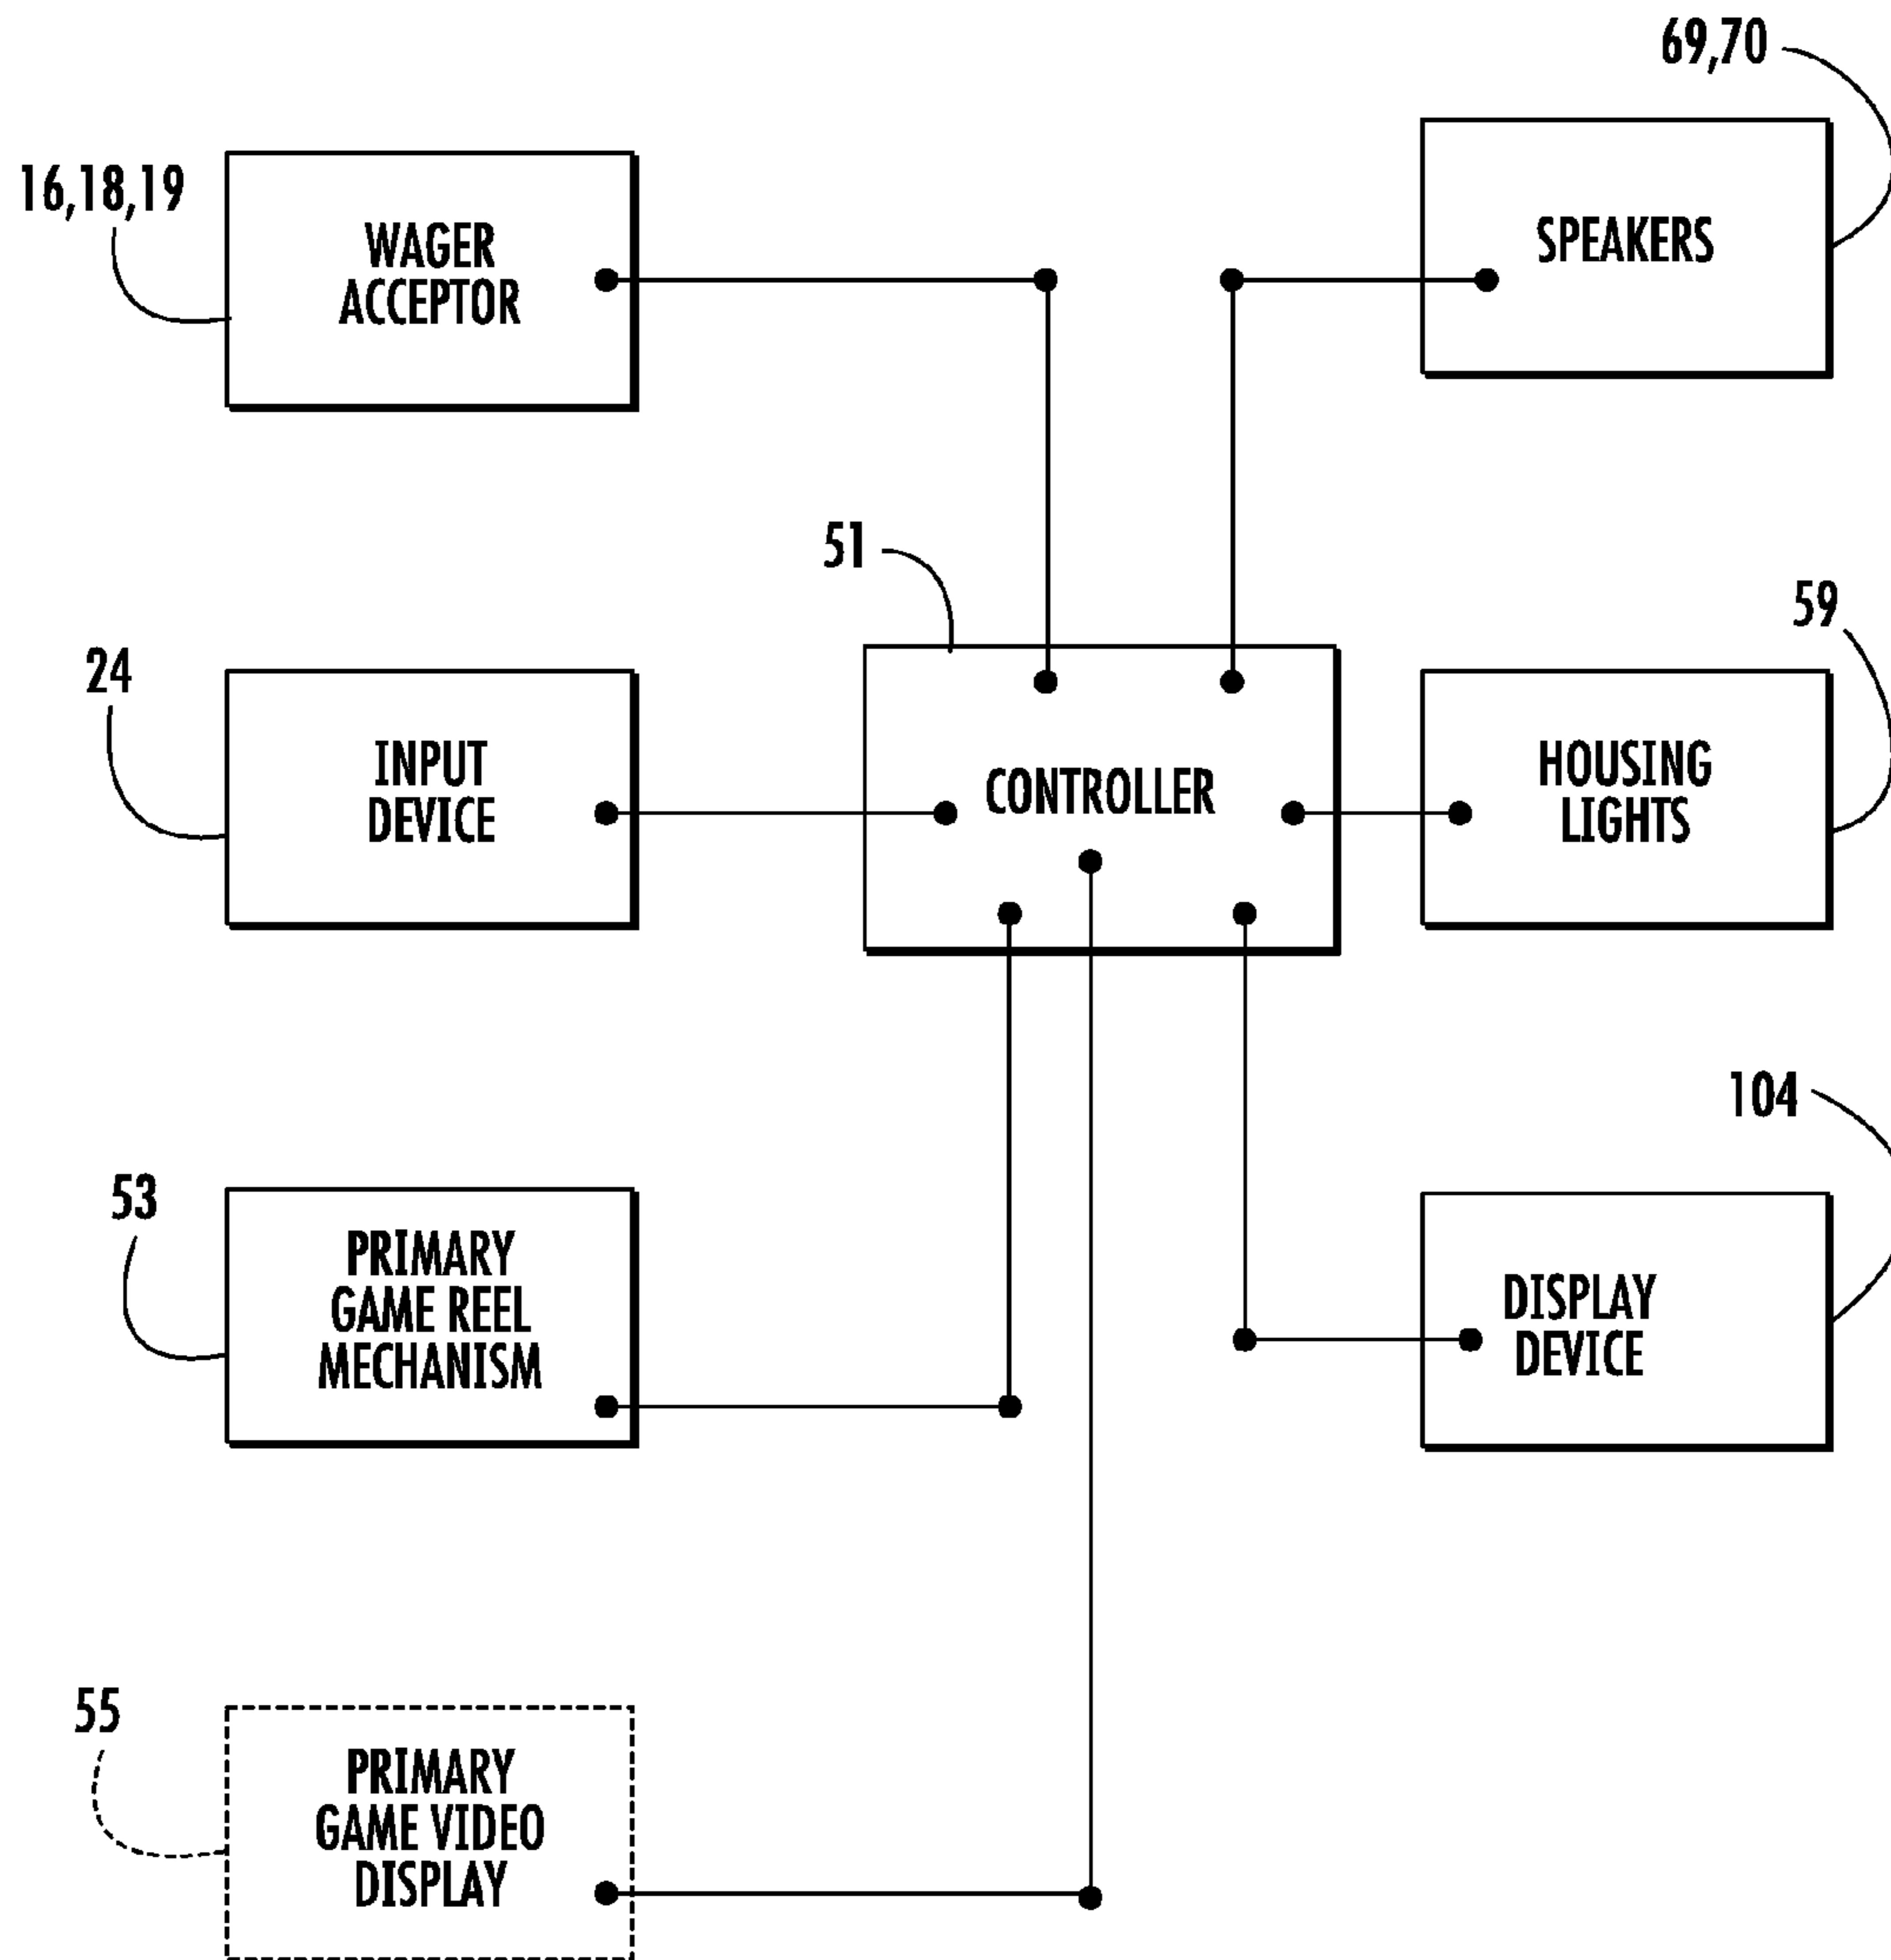 69,70
16,18,19
WAGER
ACCEPTOR
SPEAKERS
51
59
24
INPUT
DEVICE
CONTROLLER
HOUSING
LIGHTS
104
53
PRIMARY
GAME REEL
MECHANISM
DISPLAY
DEVICE
55
PRIMARY
GAME VIDEO
DISPLAY